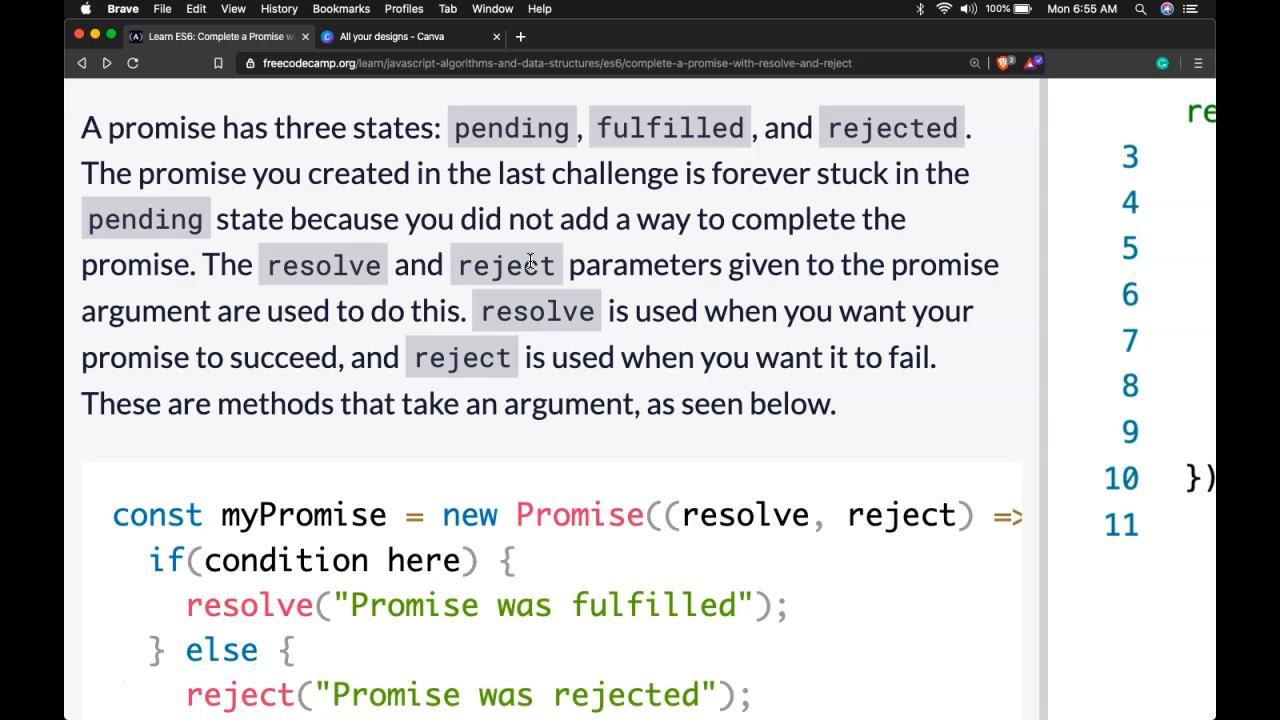 Brave File Edit View History Bookmarks Profiles Tab Window Help 100% Mon 6:55 AM
Learn ES6: Complete a Promise w
All your designs - Canva
freecodecamp.org/learn/javascript-algorithms-and-data-structures/es6/complete-a-promise-with-resolve-and-reject
A promise has three states: pending, fulfilled, and rejected.
The promise you created in the last challenge is forever stuck in the
pending state because you did not add a way to complete the
promise. The resolve and reject parameters given to the promise
argument are used to do this. resolve is used when you want your
promise to succeed, and reject is used when you want it to fail.
These are methods that take an argument, as seen below.
const myPromise = new Promise((resolve, reject) =>
if(condition here) {
resolve("Promise was fulfilled");
} else {
reject("Promise was rejected");
re
3
4
5
6
7
8
9
10 })
11